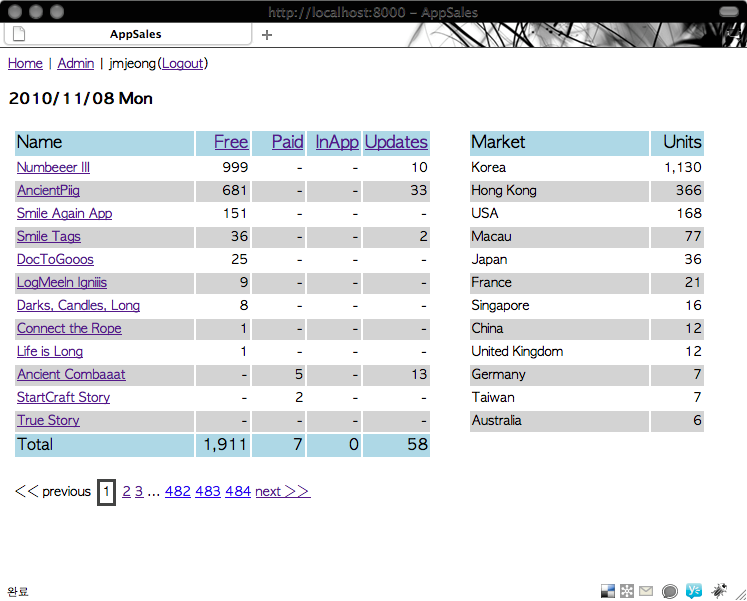 http://localhost:8000 – AppSales
AppSales
Home | Admin | jmjeong(Logout)
2010/11/08 Mon
Name Free Paid InApp Updates
Numbeeer III 999 - - 10
AncientPiig 681 - - 33
Smile Again App 151 - - -
Smile Tags 36 - - 2
DocToGooos 25 - - -
LogMeeIn Igniiis 9 - - -
Darks, Candles, Long 8 - - -
Connect the Rope 1 - - -
Life is Long 1 - - -
Ancient Combaaat - 5 - 13
StartCraft Story - 2 - -
True Story - - - -
Total 1,911 7 0 58
Market Units
Korea 1,130
Hong Kong 366
USA 168
Macau 77
Japan 36
France 21
Singapore 16
China 12
United Kingdom 12
Germany 7
Taiwan 7
Australia 6
<< previous 1 2 3 ... 482 483 484 next >>
완료